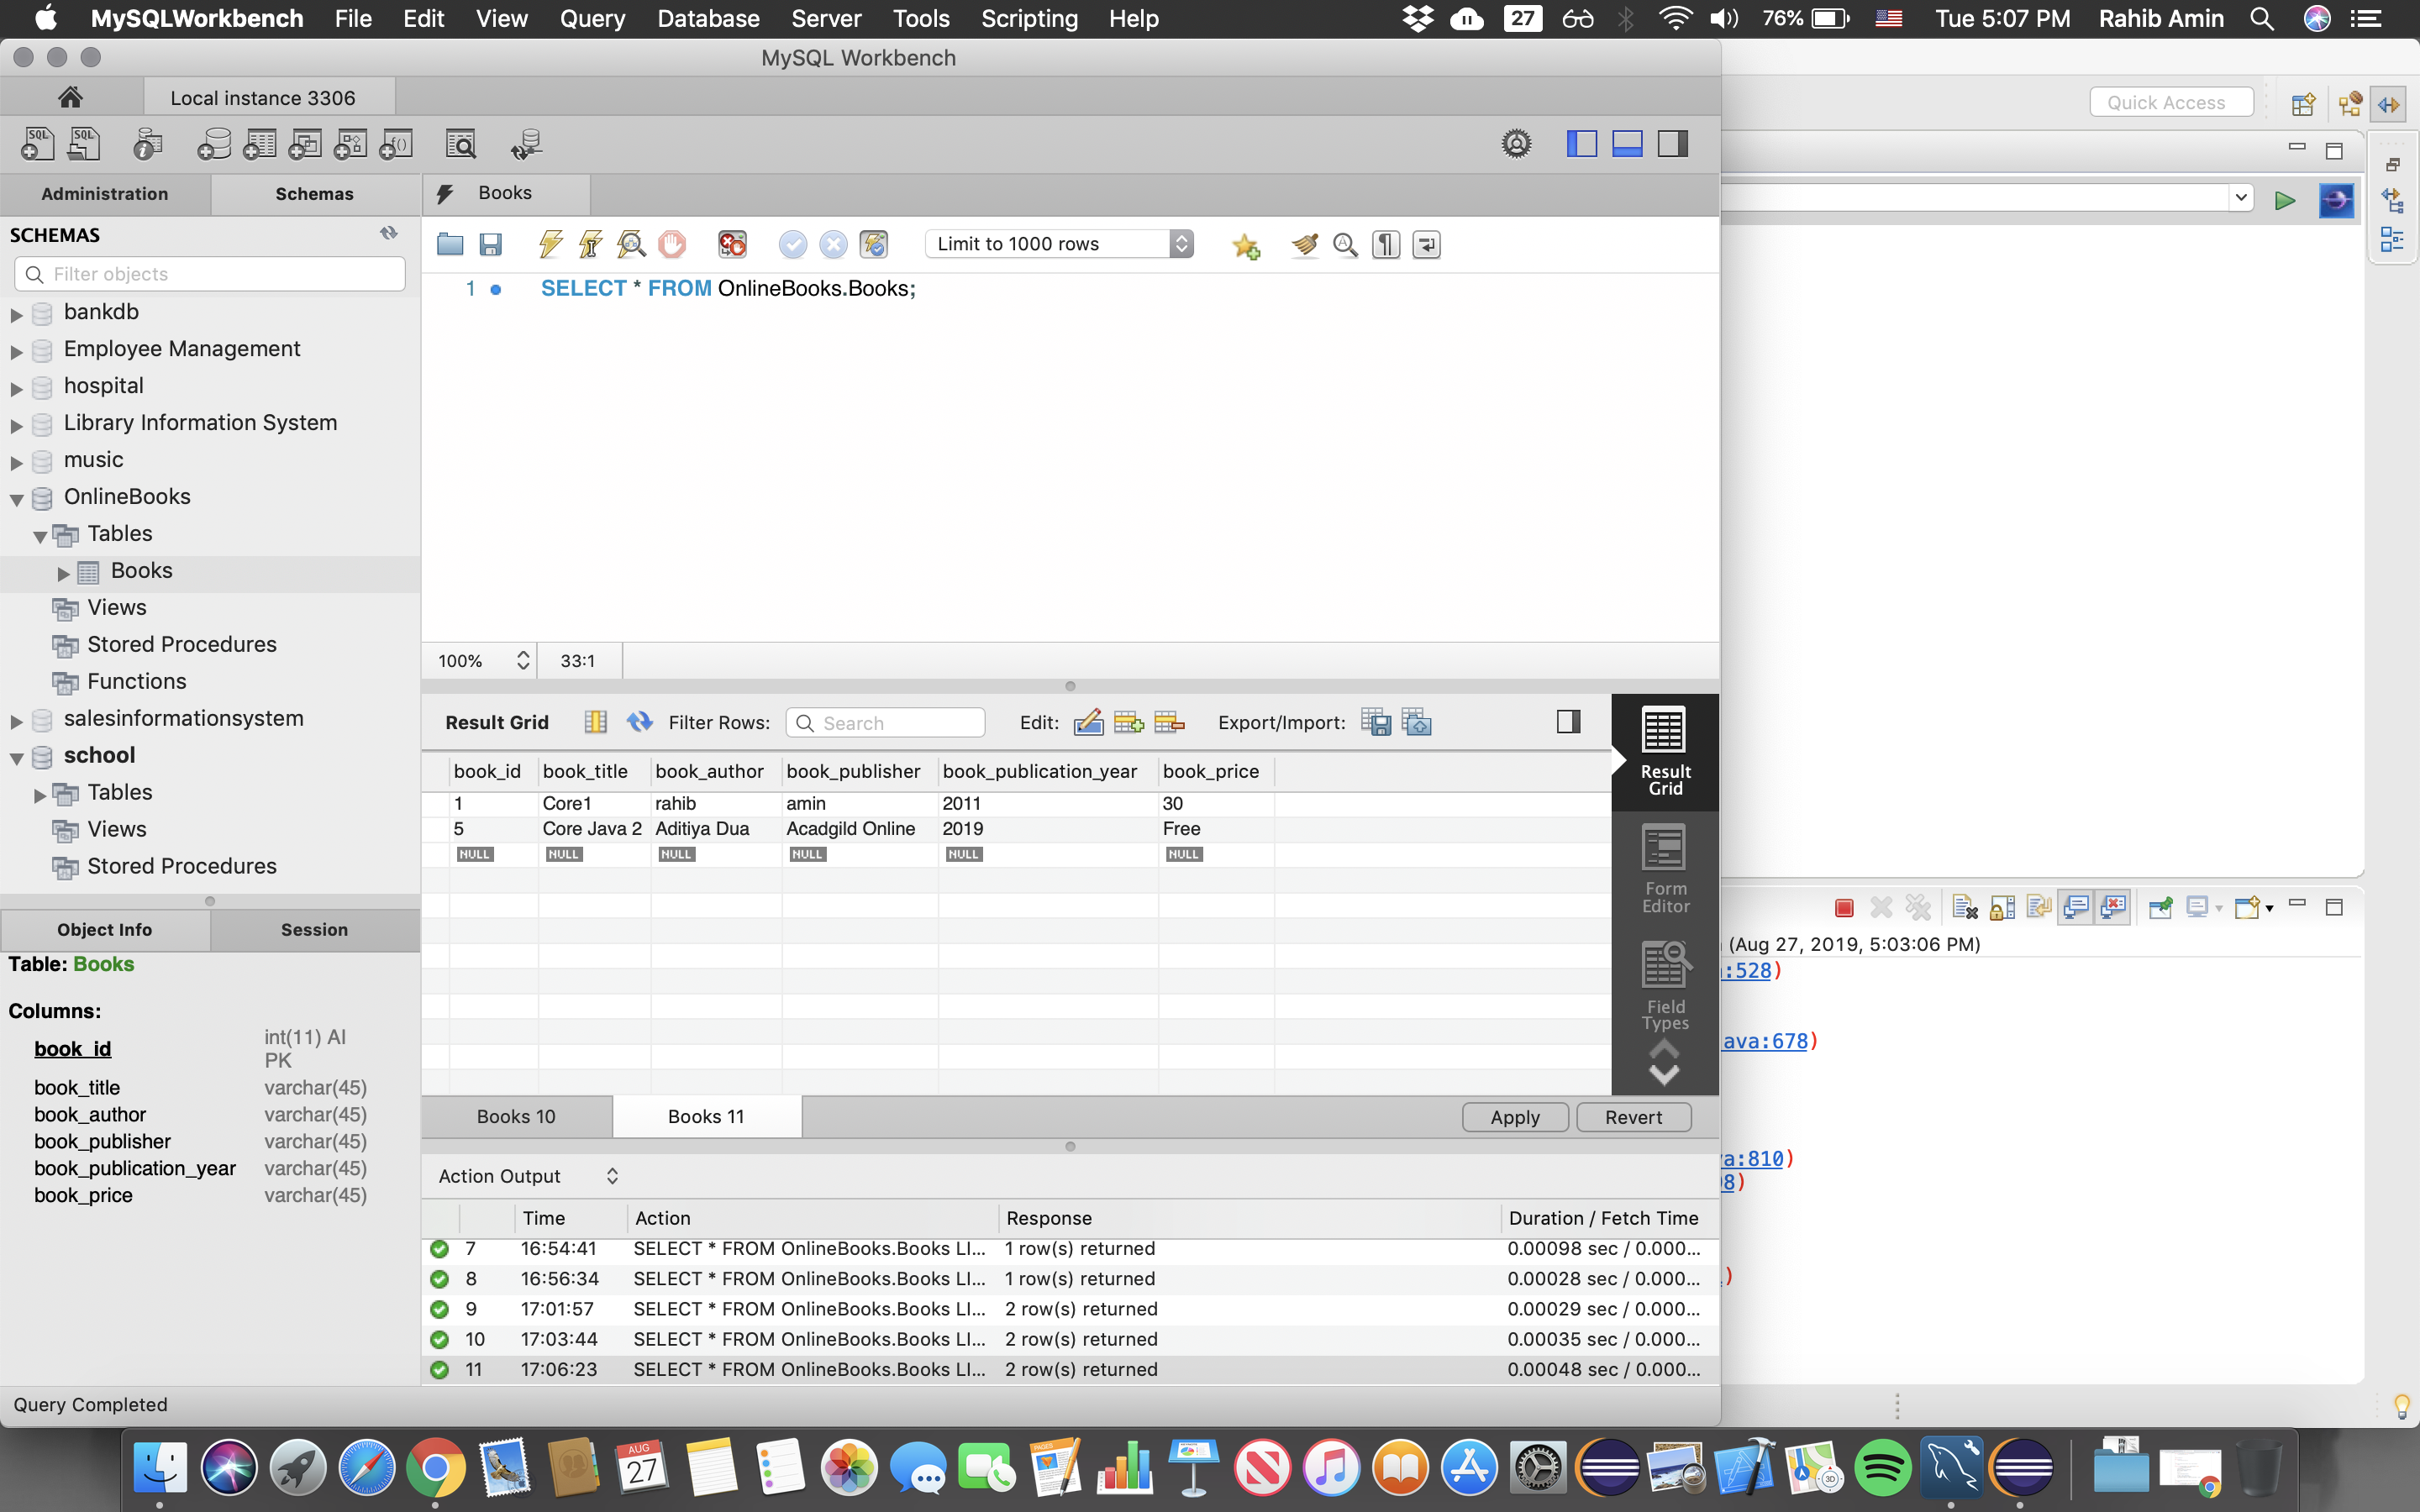 MySQLWorkbench File Edit View Query Database Server Tools Scripting Help 27 76% Tue 5:07 PM Rahib Amin
MySQL Workbench
Local instance 3306
Quick Access
SQL SQL
Administration Schemas Books
SCHEMAS
Filter objects
Limit to 1000 rows
1 SELECT * FROM OnlineBooks.Books;
bankdb
Employee Management
hospital
Library Information System
music
OnlineBooks
Tables
Books
Views
Stored Procedures
Functions
salesinformationsystem
school
Tables
Views
Stored Procedures
100% 33:1
Result Grid Filter Rows: Search Edit: Export/Import:
book_id book_title book_author book_publisher book_publication_year book_price
1 Core1 rahib amin 2011 30
5 Core Java 2 Aditiya Dua Acadgild Online 2019 Free
NULL NULL NULL NULL NULL NULL
Result
Grid
Form
Editor
Field
Types
Books 10 Books 11 Apply Revert
Object Info Session
Table: Books
Columns:
book_id int(11) AI
PK
book_title varchar(45)
book_author varchar(45)
book_publisher varchar(45)
book_publication_year varchar(45)
book_price varchar(45)
Action Output
Time Action Response Duration / Fetch Time
7 16:54:41 SELECT * FROM OnlineBooks.Books LI... 1 row(s) returned 0.00098 sec / 0.000...
8 16:56:34 SELECT * FROM OnlineBooks.Books LI... 1 row(s) returned 0.00028 sec / 0.000...
9 17:01:57 SELECT * FROM OnlineBooks.Books LI... 2 row(s) returned 0.00029 sec / 0.000...
10 17:03:44 SELECT * FROM OnlineBooks.Books LI... 2 row(s) returned 0.00035 sec / 0.000...
11 17:06:23 SELECT * FROM OnlineBooks.Books LI... 2 row(s) returned 0.00048 sec / 0.000...
Query Completed
(Aug 27, 2019, 5:03:06 PM)
:528)
ava:678)
a:810)
8)
)
AUG
27
PAGES